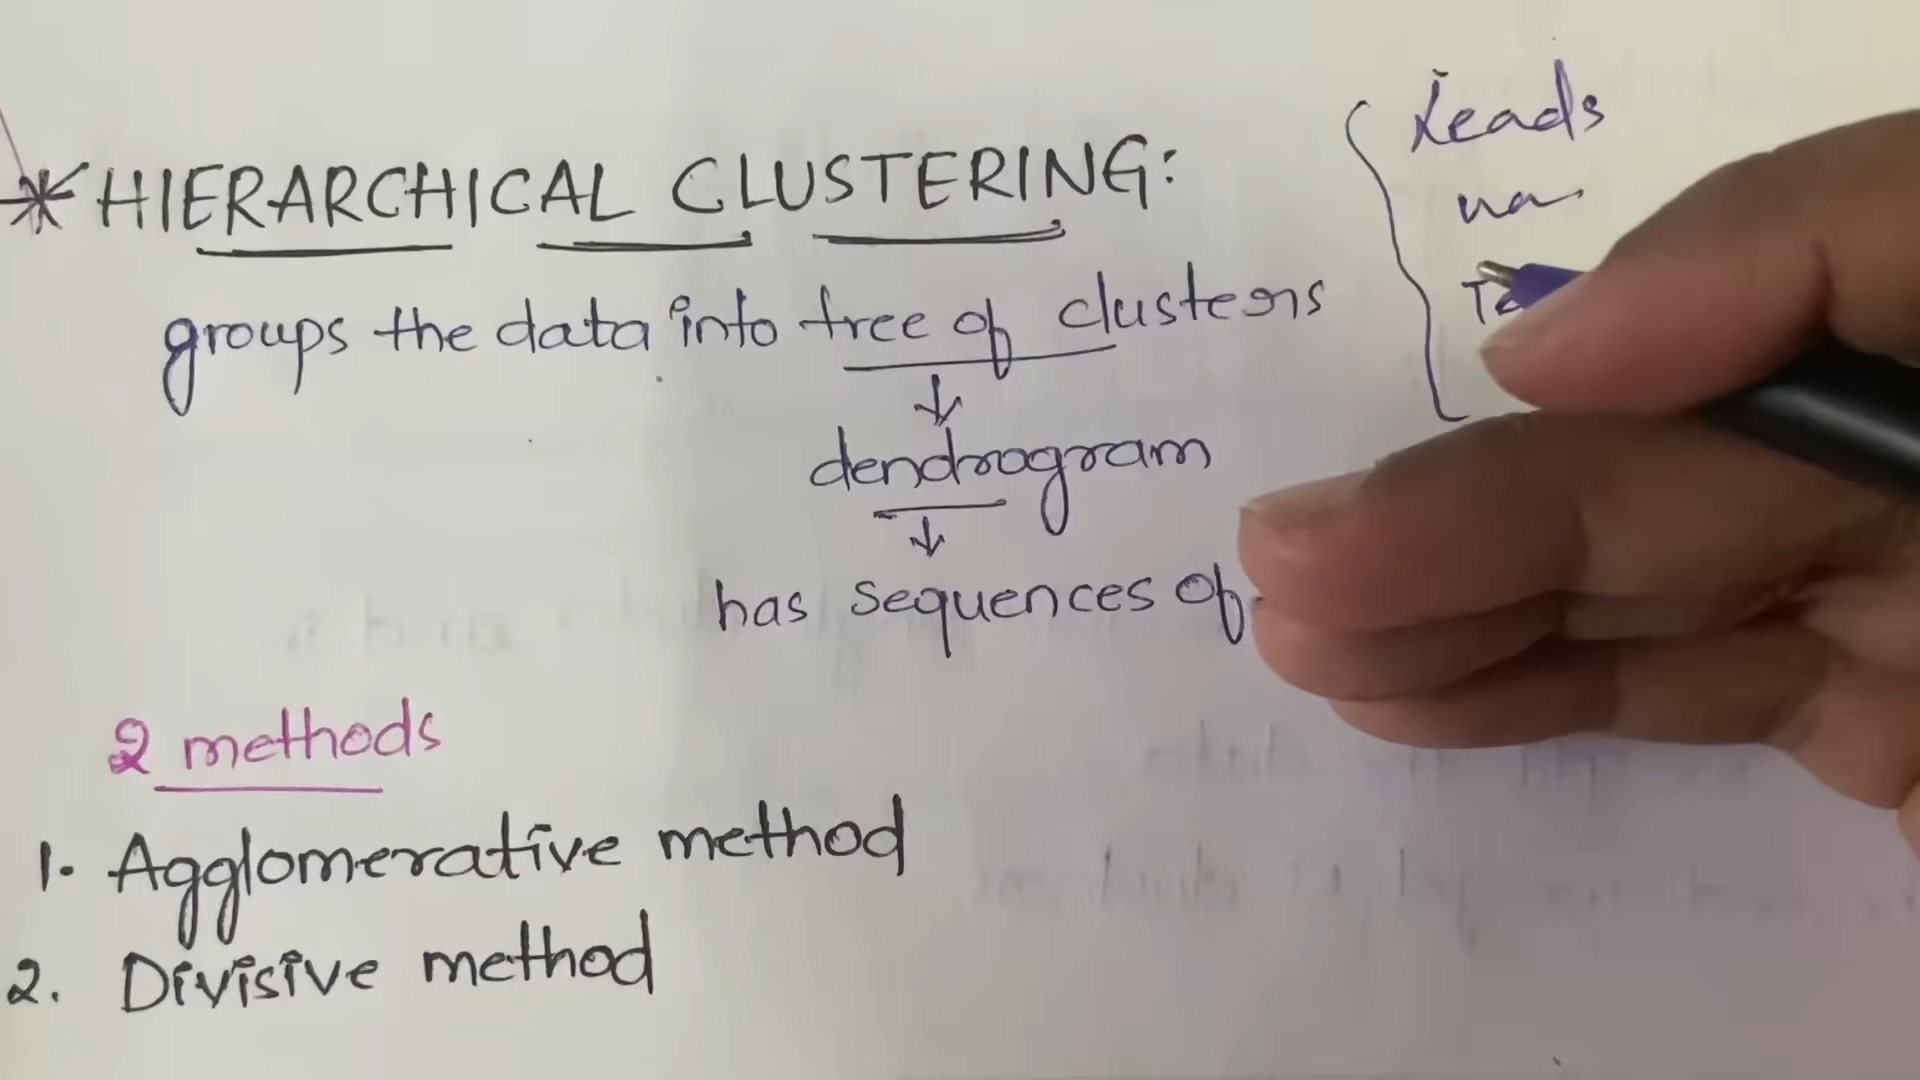 * HIERARCHICAL CLUSTERING:
groups the data into tree of clusters
↓
dendrogram
↓
has sequences of
Leads
2 methods
1. Agglomerative method
2. Divisive method